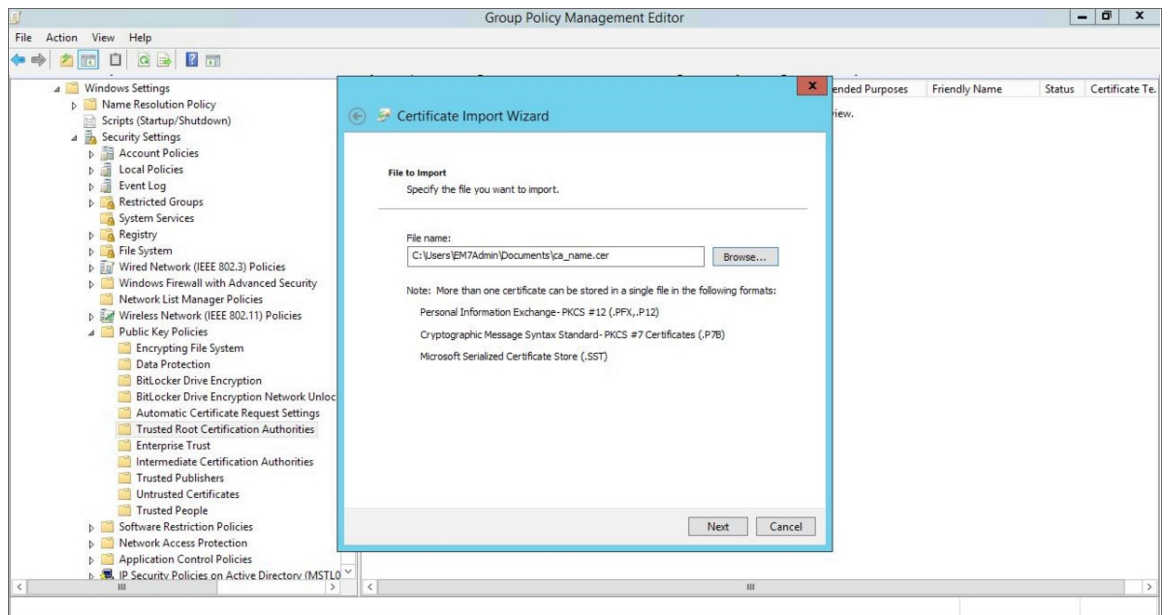 Group Policy Management Editor
File Action View Help
Windows Settings
Name Resolution Policy
Scripts (Startup/Shutdown)
Security Settings
Account Policies
Local Policies
Event Log
Restricted Groups
System Services
Registry
File System
Wired Network (IEEE 802.3) Policies
Windows Firewall with Advanced Security
Network List Manager Policies
Wireless Network (IEEE 802.11) Policies
Public Key Policies
Encrypting File System
Data Protection
BitLocker Drive Encryption
BitLocker Drive Encryption Network Unloc
Automatic Certificate Request Settings
Trusted Root Certification Authorities
Enterprise Trust
Intermediate Certification Authorities
Trusted Publishers
Untrusted Certificates
Trusted People
Software Restriction Policies
Network Access Protection
Application Control Policies
IP Security Policies on Active Directory (MSTL0
x
Certificate Import Wizard
File to Import
Specify the file you want to import.
File name:
C:\Users\EM7Admin\Documents\ca_name.cer
Browse...
Note: More than one certificate can be stored in a single file in the following formats:
Personal Information Exchange- PKCS #12 (.PFX,.P12)
Cryptographic Message Syntax Standard- PKCS #7 Certificates (.P7B)
Microsoft Serialized Certificate Store (.SST)
Next Cancel
ended Purposes Friendly Name Status Certificate Te.
view.